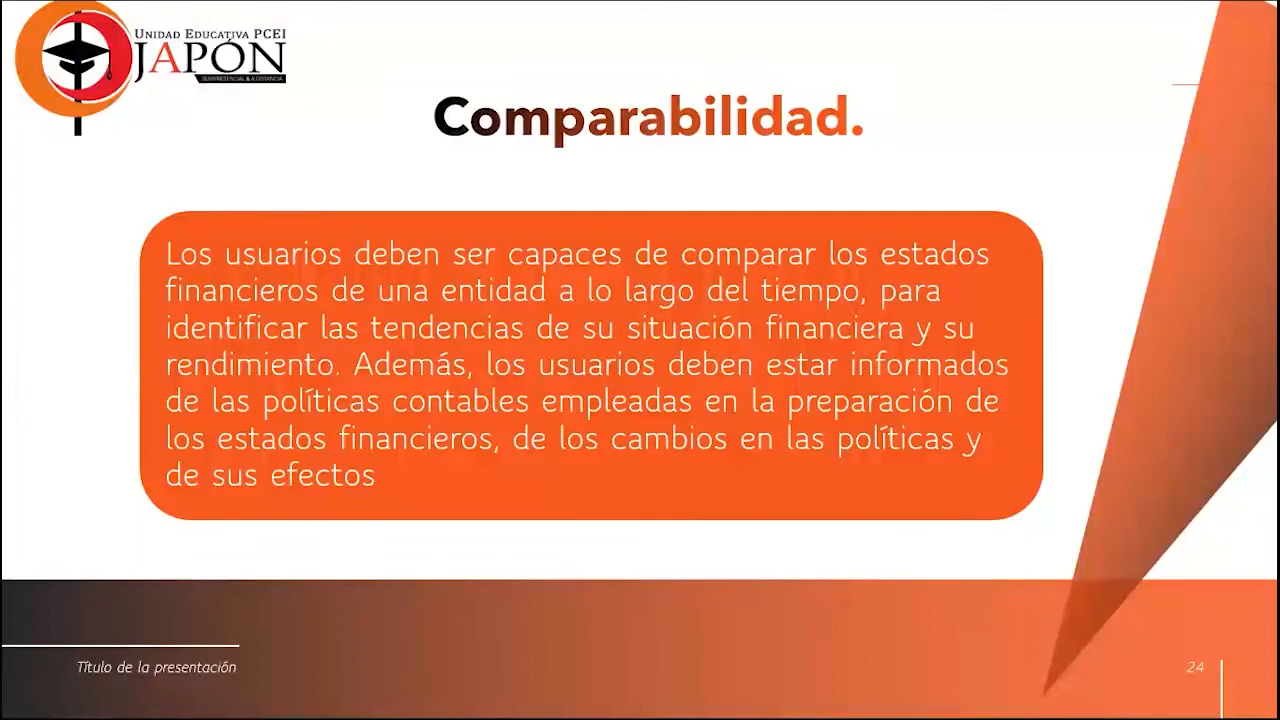 UNIDAD EDUCATIVA PCEI
JAPÓN
SEMIPRESENCIAL & A DISTANCIA
Comparabilidad.
Los usuarios deben ser capaces de comparar los estados
financieros de una entidad a lo largo del tiempo, para
identificar las tendencias de su situación financiera y su
rendimiento. Además, los usuarios deben estar informados
de las políticas contables empleadas en la preparación de
los estados financieros, de los cambios en las políticas y
de sus efectos
Título de la presentación
24